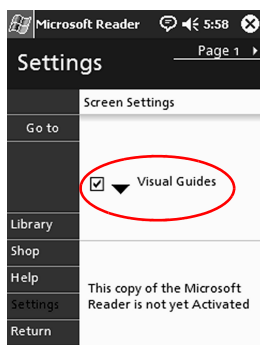 Microsoft Reader 5:58
Settings
Page 1
Screen Settings
Go to
Visual Guides
Library
Shop
Help
Settings
Return
This copy of the Microsoft
Reader is not yet Activated